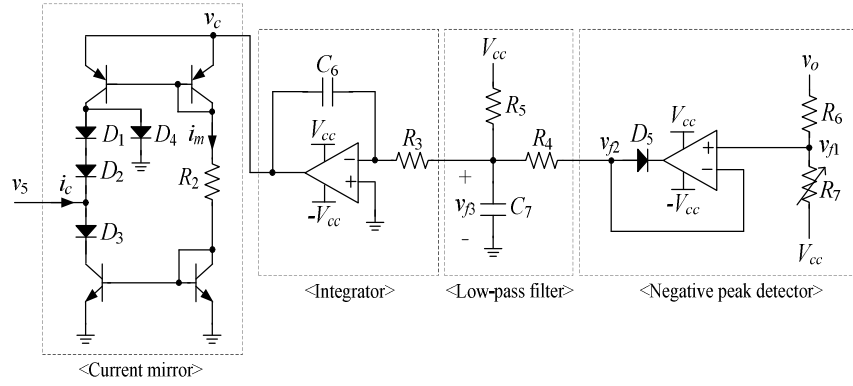 v_c
D_1
D_4
i_m
D_2
R_2
v_5
i_c
D_3
<Current mirror>
C_6
V_cc
-V_cc
R_3
<Integrator>
V_cc
R_5
R_4
+
v_f3
-
C_7
<Low-pass filter>
v_o
R_6
v_f1
R_7
V_cc
v_f2
D_5
V_cc
-V_cc
+
-
<Negative peak detector>
-
+